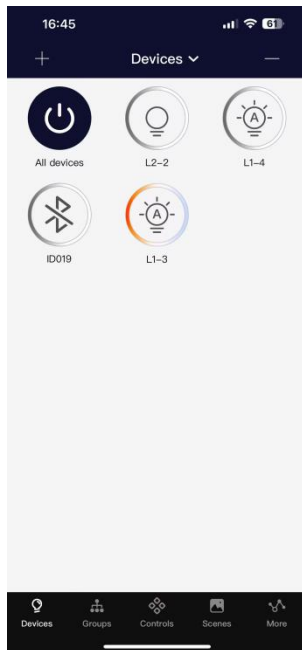 16:45
61
Devices
All devices
L2-2
A
L1-4
ID019
A
L1-3
Devices
Groups
Controls
Scenes
More